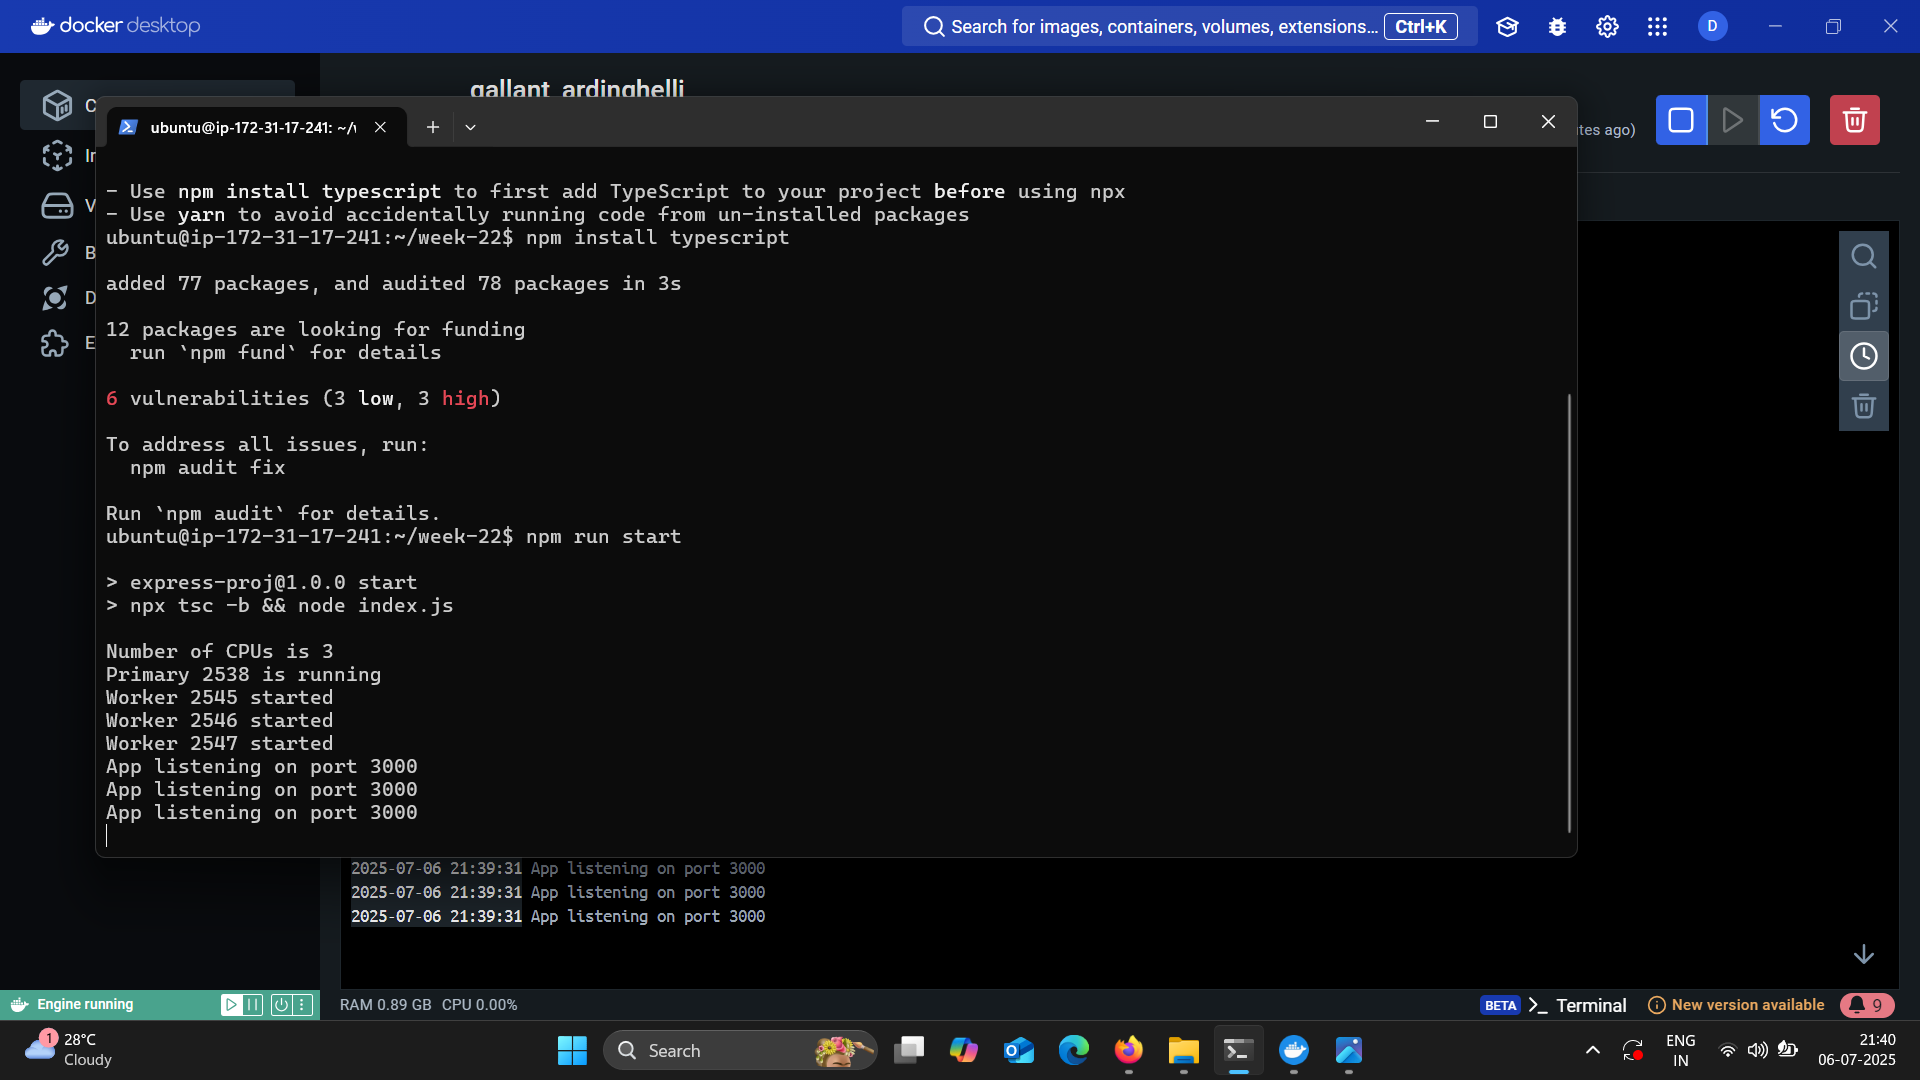 docker desktop
Search for images, containers, volumes, extensions... Ctrl+K
D
gallant_ardinghelli
C
ubuntu@ip-172-31-17-241: ~/\
In
V
B
D
E
tes ago)
- Use npm install typescript to first add TypeScript to your project before using npx
- Use yarn to avoid accidentally running code from un-installed packages
ubuntu@ip-172-31-17-241:~/week-22$ npm install typescript
added 77 packages, and audited 78 packages in 3s
12 packages are looking for funding
run `npm fund` for details
6 vulnerabilities (3 low, 3 high)
To address all issues, run:
npm audit fix
Run `npm audit` for details.
ubuntu@ip-172-31-17-241:~/week-22$ npm run start
> express-proj@1.0.0 start
> npx tsc -b && node index.js
Number of CPUs is 3
Primary 2538 is running
Worker 2545 started
Worker 2546 started
Worker 2547 started
App listening on port 3000
App listening on port 3000
App listening on port 3000
2025-07-06 21:39:31 App listening on port 3000
2025-07-06 21:39:31 App listening on port 3000
2025-07-06 21:39:31 App listening on port 3000
Engine running
RAM 0.89 GB CPU 0.00%
BETA >_ Terminal
New version available
9
1
28°C
Cloudy
Search
ENG
IN
21:40
06-07-2025